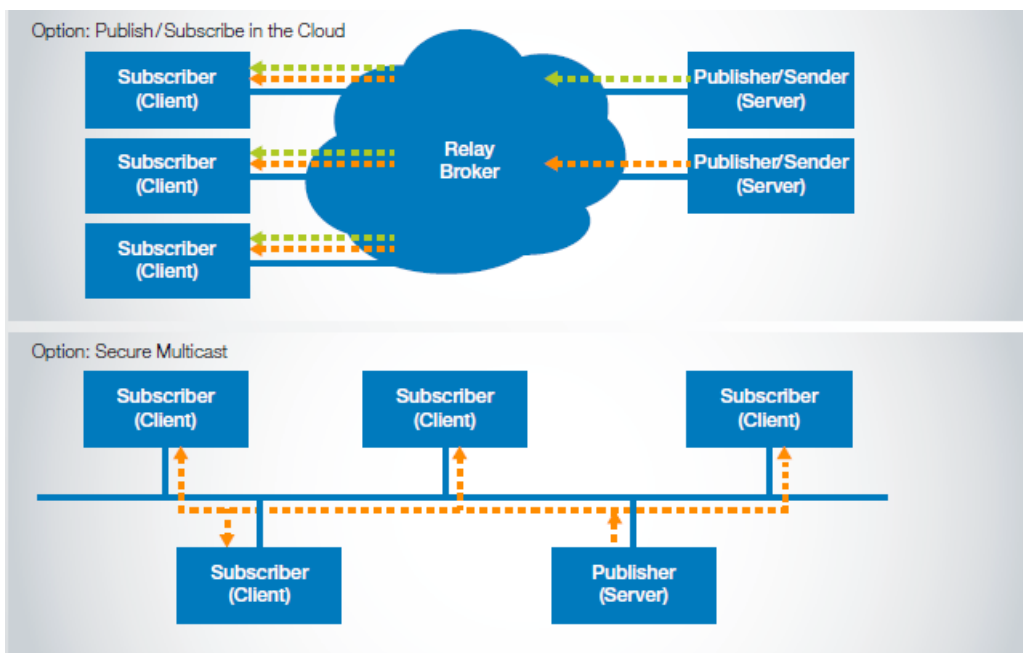 Option: Publish/Subscribe in the Cloud
Subscriber
(Client)
Publisher/Sender
(Server)
Subscriber
(Client)
Relay
Broker
Publisher/Sender
(Server)
Subscriber
(Client)
Option: Secure Multicast
Subscriber
(Client)
Subscriber
(Client)
Subscriber
(Client)
Subscriber
(Client)
Publisher
(Server)